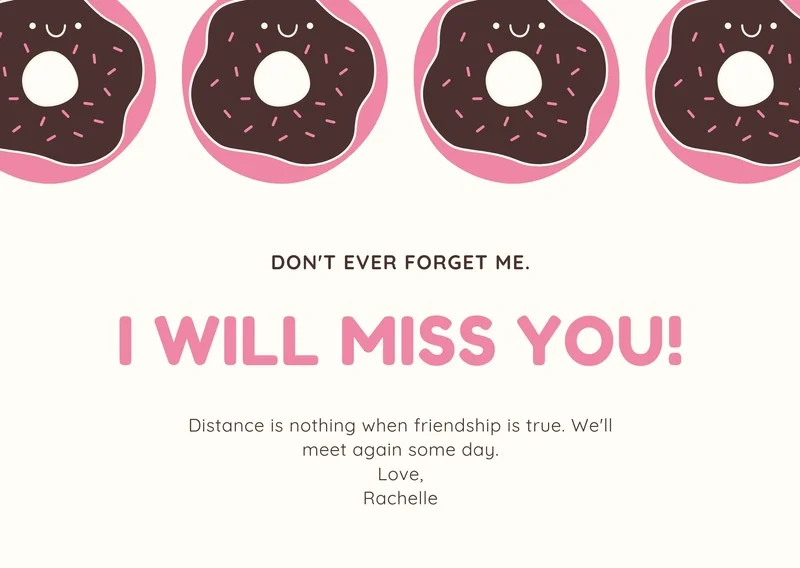 DON'T EVER FORGET ME.
I WILL MISS YOU!
Distance is nothing when friendship is true. We'll
meet again some day.
Love,
Rachelle